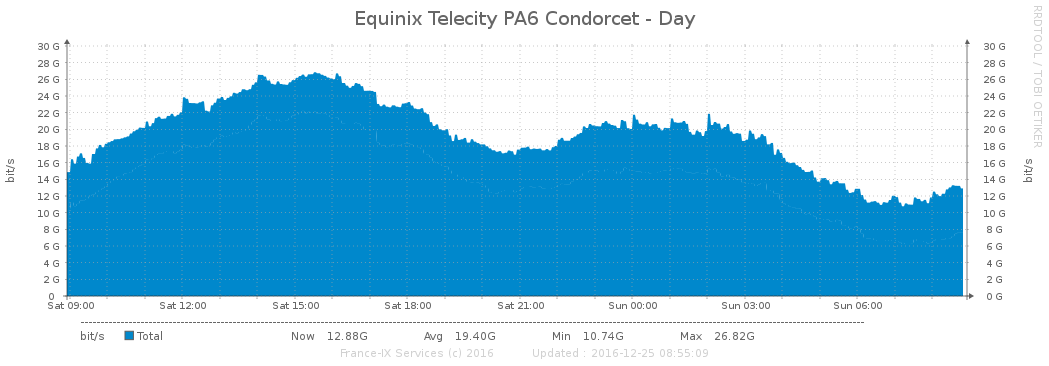 Equinix Telecity PA6 Condorcet - Day
RRDTOOL / TOBI OETIKER
bit/s
30 G
28 G
26 G
24 G
22 G
20 G
18 G
16 G
14 G
12 G
10 G
8 G
6 G
4 G
2 G
0
30 G
28 G
26 G
24 G
22 G
20 G
18 G
16 G
14 G
12 G
10 G
8 G
6 G
4 G
2 G
0 G
bit/s
Sat 09:00 Sat 12:00 Sat 15:00 Sat 18:00 Sat 21:00 Sun 00:00 Sun 03:00 Sun 06:00
bit/s Total Now 12.88G Avg 19.40G Min 10.74G Max 26.82G
France-IX Services (c) 2016 Updated : 2016-12-25 08:55:09